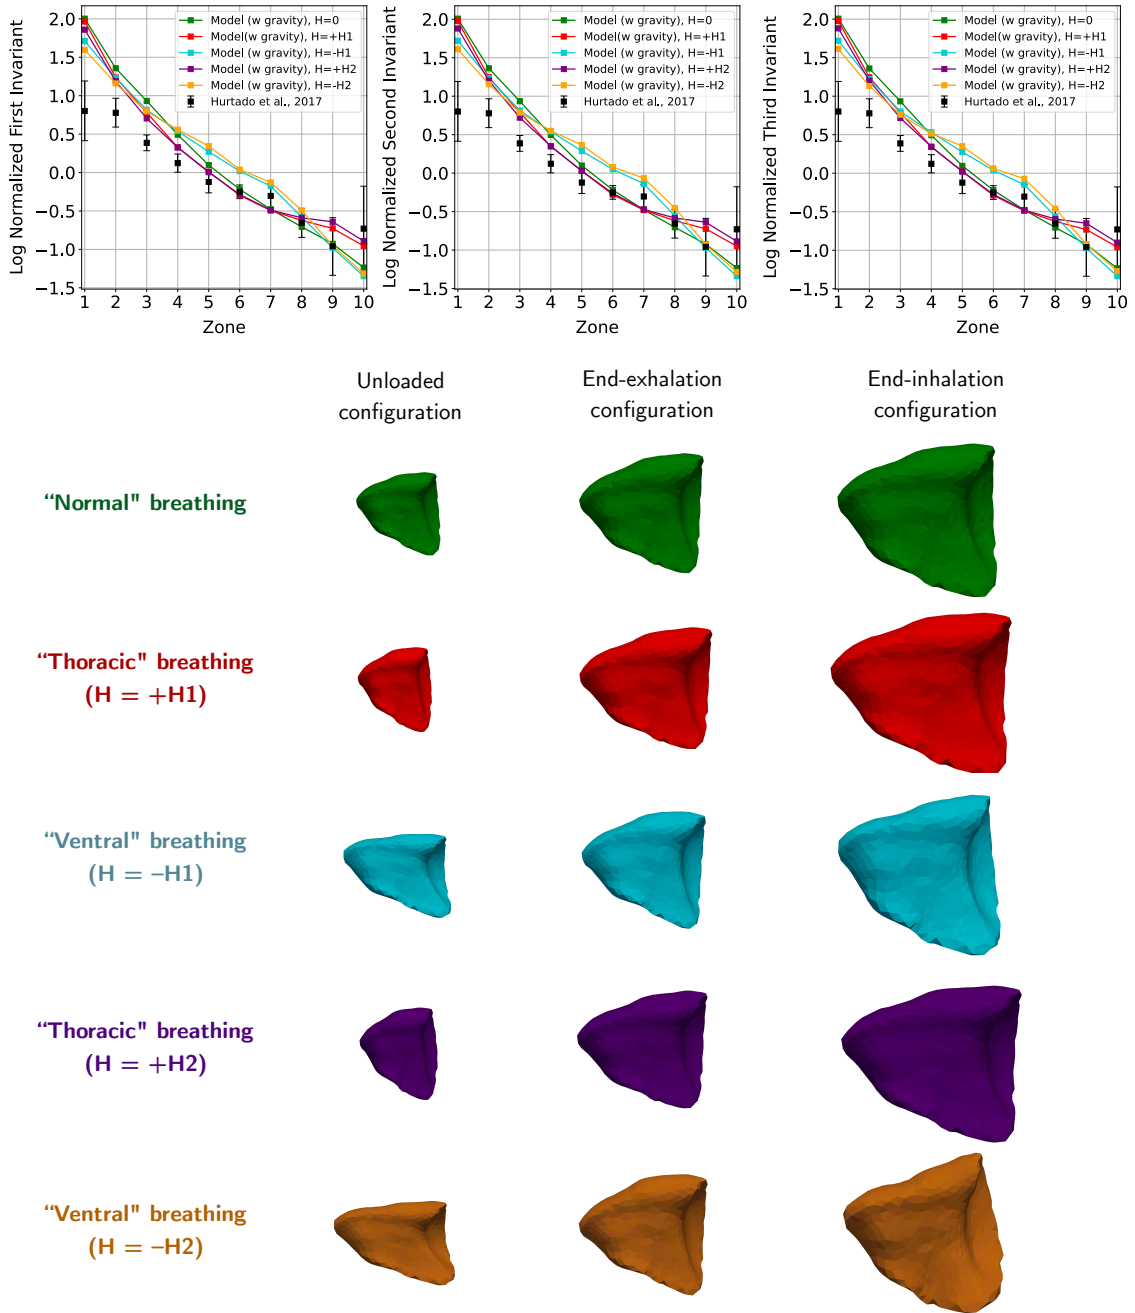 Log Normalized First Invariant
2.0
1.5
1.0
0.5
0.0
−0.5
−1.0
−1.5
1 2 3 4 5 6 7 8 9 10
Zone
Model (w gravity), H=0
Model(w gravity), H=+H1
Model (w gravity), H=-H1
Model (w gravity), H=+H2
Model (w gravity), H=-H2
Hurtado et al., 2017
Log Normalized Second Invariant
2.0
1.5
1.0
0.5
0.0
−0.5
−1.0
−1.5
1 2 3 4 5 6 7 8 9 10
Zone
Model (w gravity), H=0
Model(w gravity), H=+H1
Model (w gravity), H=-H1
Model (w gravity), H=+H2
Model (w gravity), H=-H2
Hurtado et al., 2017
Log Normalized Third Invariant
2.0
1.5
1.0
0.5
0.0
−0.5
−1.0
−1.5
1 2 3 4 5 6 7 8 9 10
Zone
Model (w gravity), H=0
Model(w gravity), H=+H1
Model (w gravity), H=-H1
Model (w gravity), H=+H2
Model (w gravity), H=-H2
Hurtado et al., 2017
Unloaded
configuration
End-exhalation
configuration
End-inhalation
configuration
“Normal" breathing
“Thoracic" breathing
(H = +H1)
“Ventral" breathing
(H = –H1)
“Thoracic" breathing
(H = +H2)
“Ventral" breathing
(H = –H2)